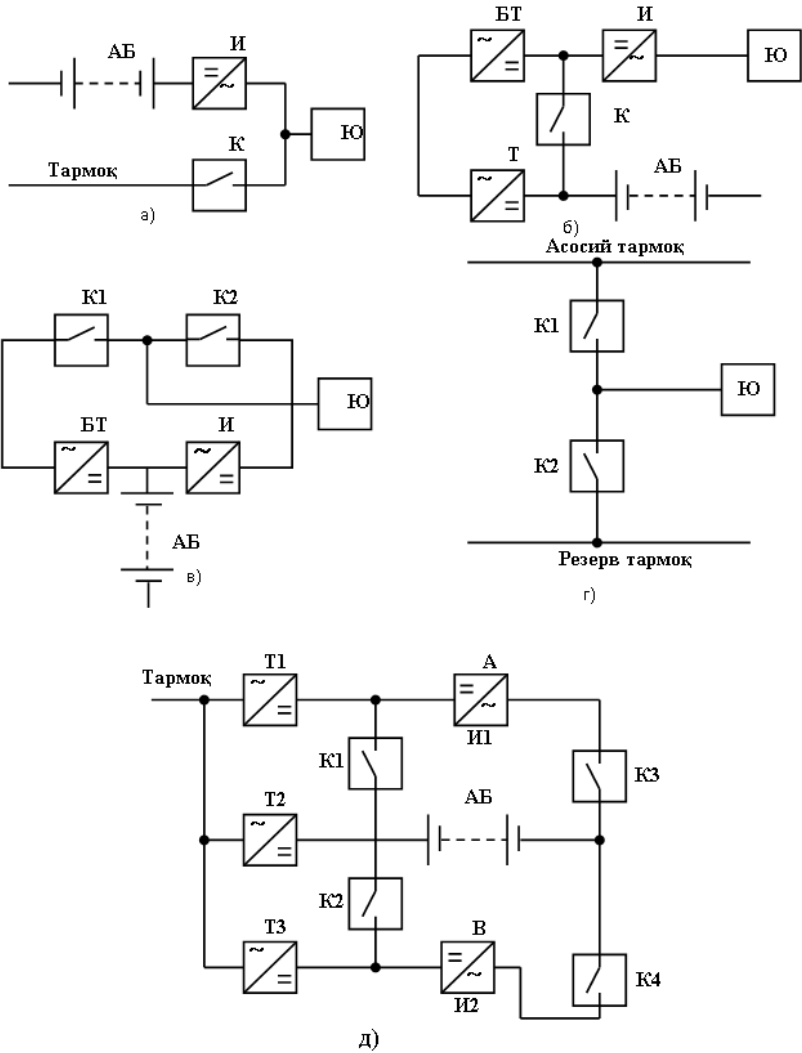 АБ
И
Ю
К
Тармоқ
а)
БТ
И
Ю
К
Т
АБ
б)
К1
К2
Ю
БТ
И
АБ
в)
Асосий тармоқ
К1
Ю
К2
Резерв тармоқ
г)
Тармоқ
Т1
А
И1
К1
К3
Т2
АБ
К2
Т3
В
И2
К4
д)